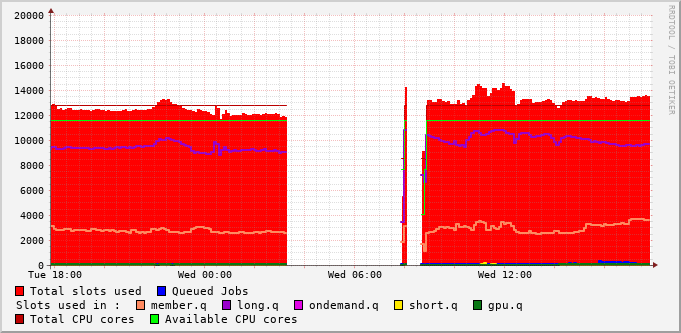 20000
18000
16000
14000
12000
10000
8000
6000
4000
2000
0
Tue 18:00 Wed 00:00 Wed 06:00 Wed 12:00
RRDTOOL / TOBI OETIKER
Total slots used Queued Jobs
Slots used in : member.q long.q ondemand.q short.q gpu.q
Total CPU cores Available CPU cores